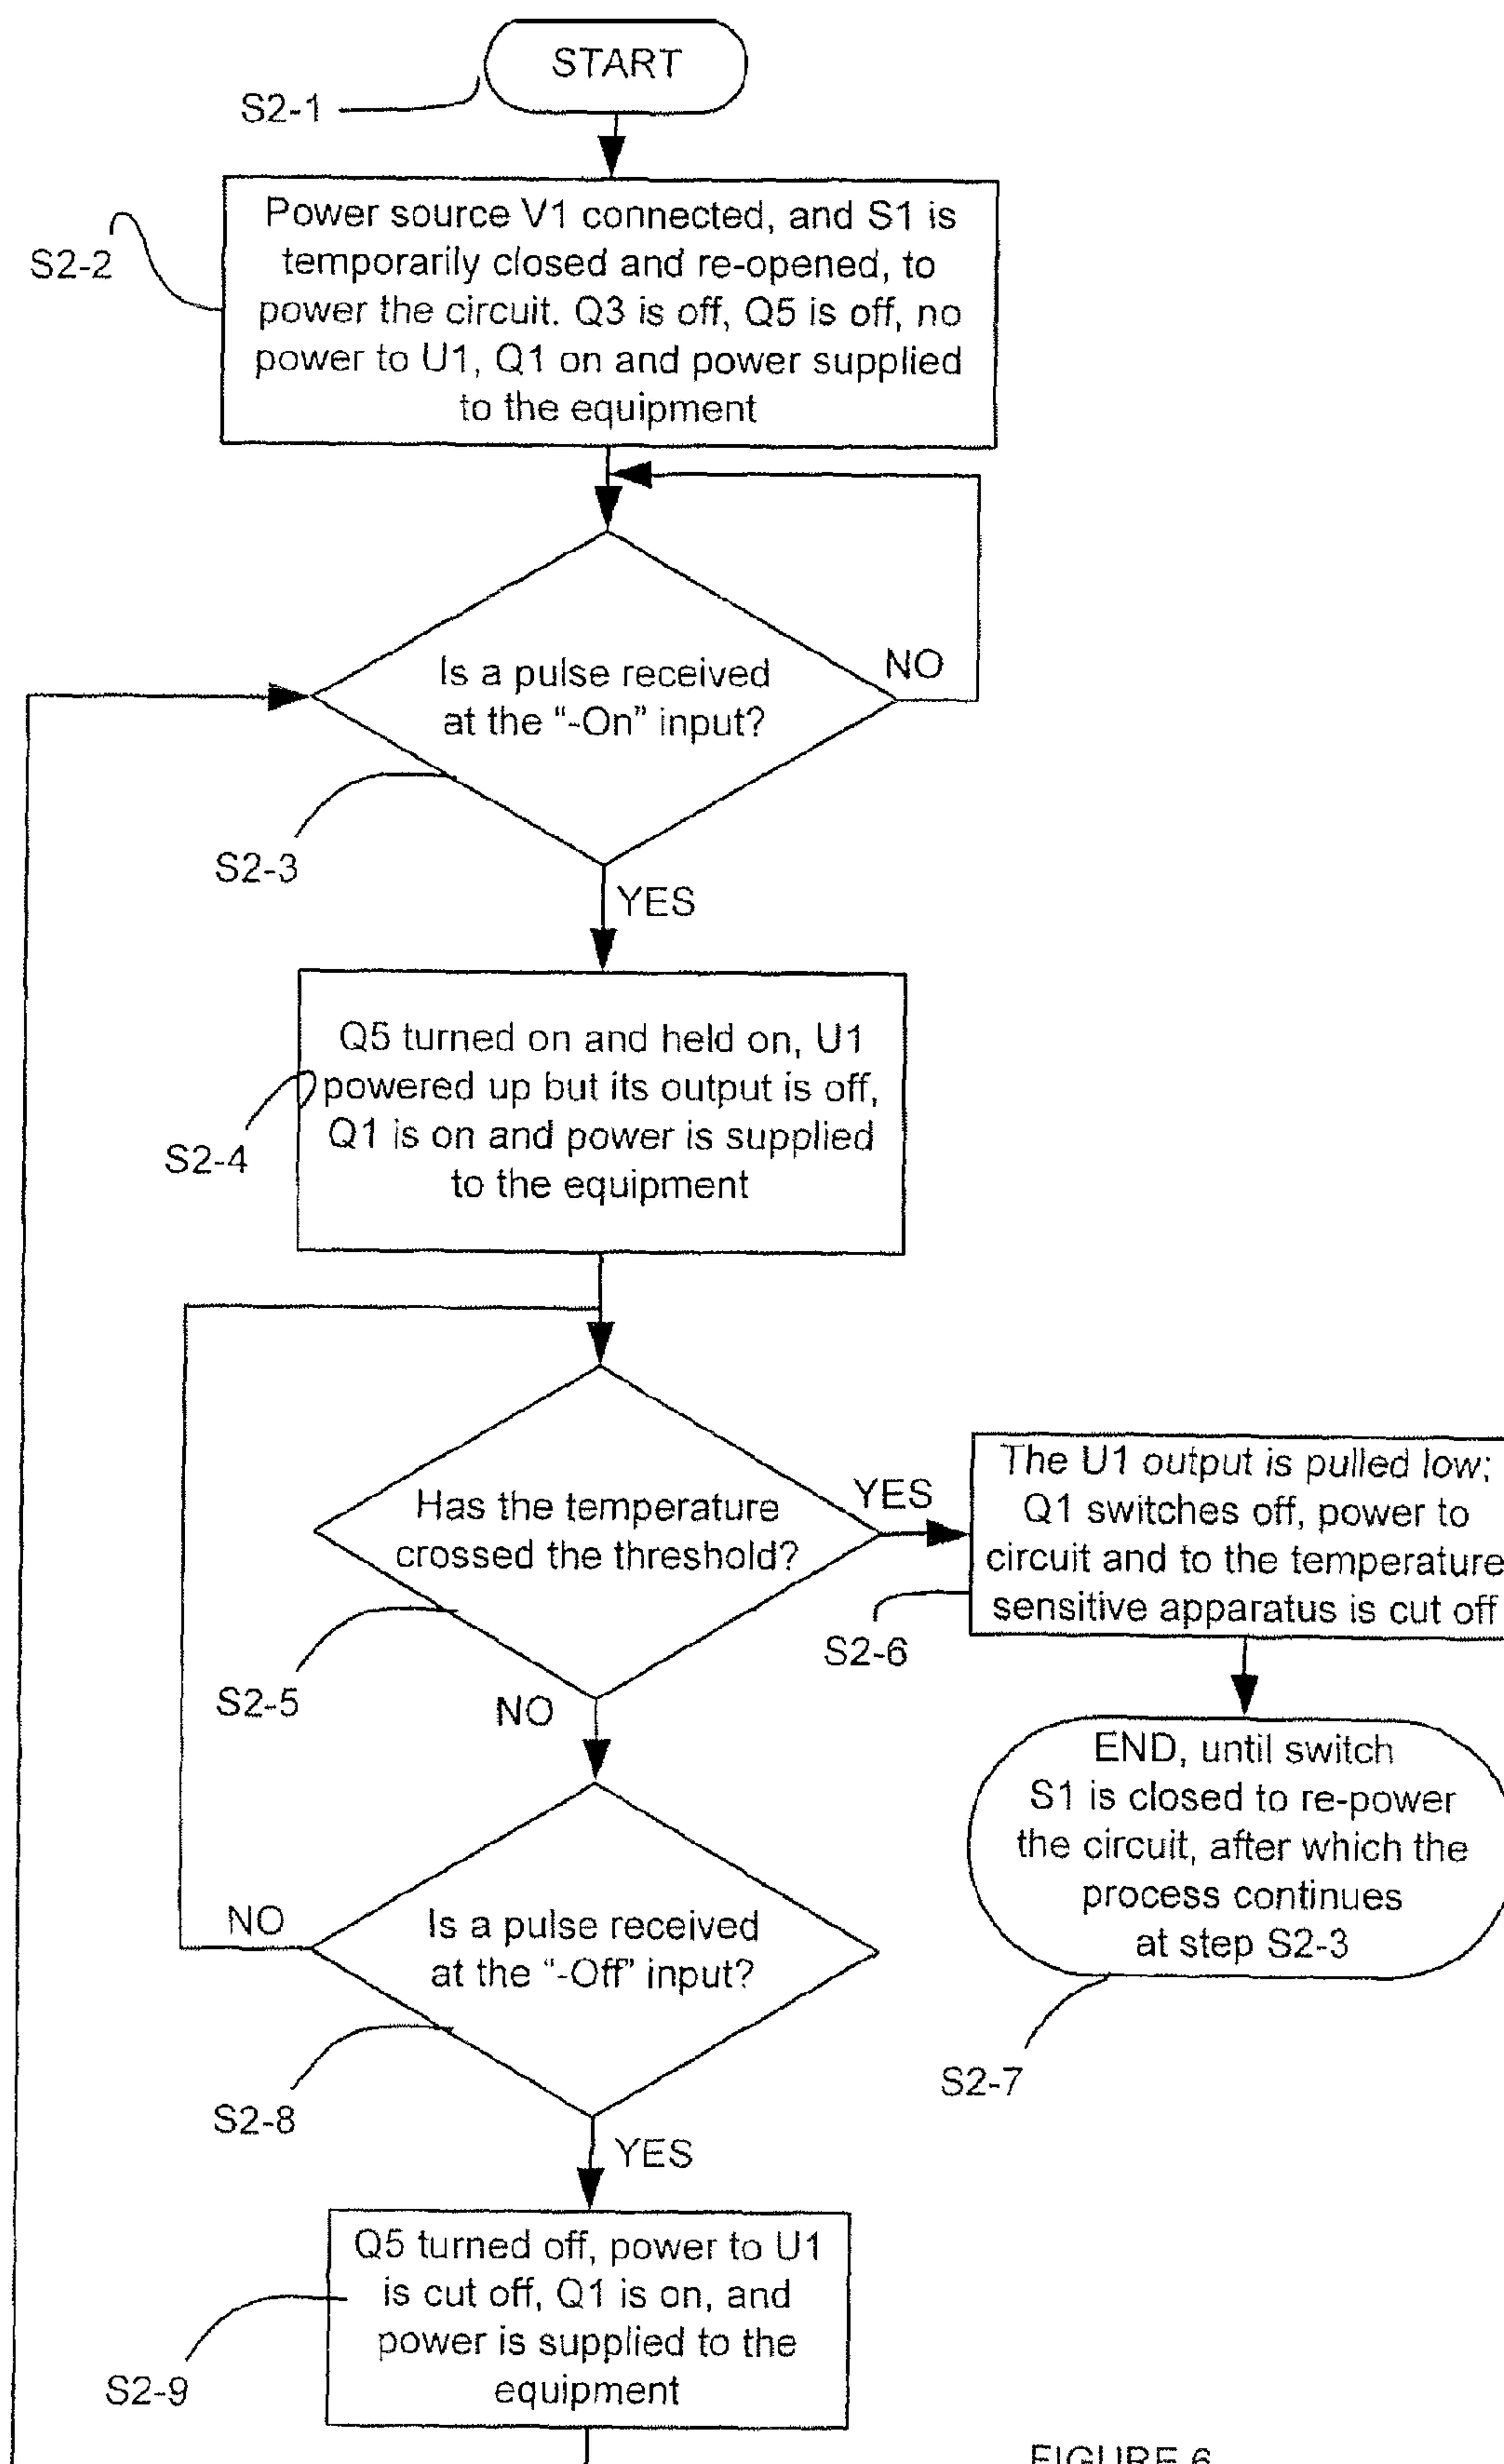 START
S2-1
Power source V1 connected, and S1 is
temporarily closed and re-opened, to
power the circuit. Q3 is off, Q5 is off, no
power to U1, Q1 on and power supplied
to the equipment
S2-2
Is a pulse received
at the “-On” input?
NO
S2-3
YES
Q5 turned on and held on, U1
powered up but its output is off,
Q1 is on and power is supplied
to the equipment
S2-4
Has the temperature
crossed the threshold?
YES
S2-5
NO
The U1 output is pulled low;
Q1 switches off, power to
circuit and to the temperature
sensitive apparatus is cut off
S2-6
END, until switch
S1 is closed to re-power
the circuit, after which the
process continues
at step S2-3
S2-7
Is a pulse received
at the “-Off” input?
NO
S2-8
YES
Q5 turned off, power to U1
is cut off, Q1 is on, and
power is supplied to the
equipment
S2-9
FIGURE 6